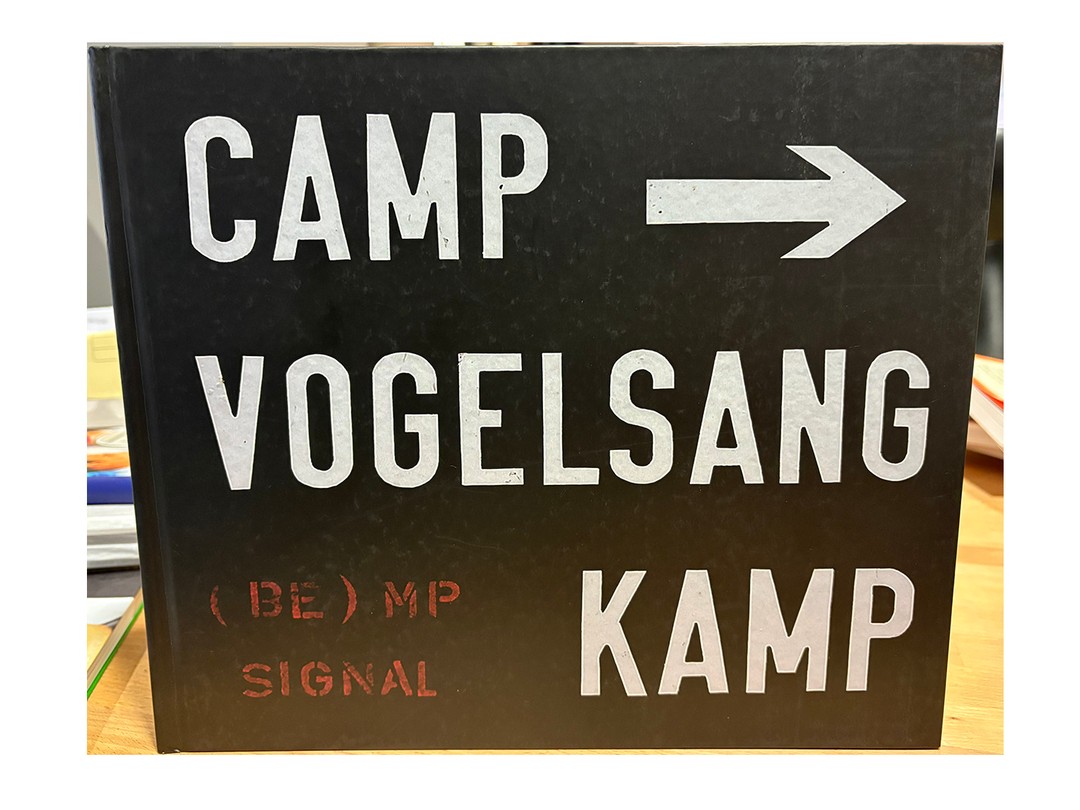 CAMP
VOGELSANG
KAMP
(BE) MP
SIGNAL